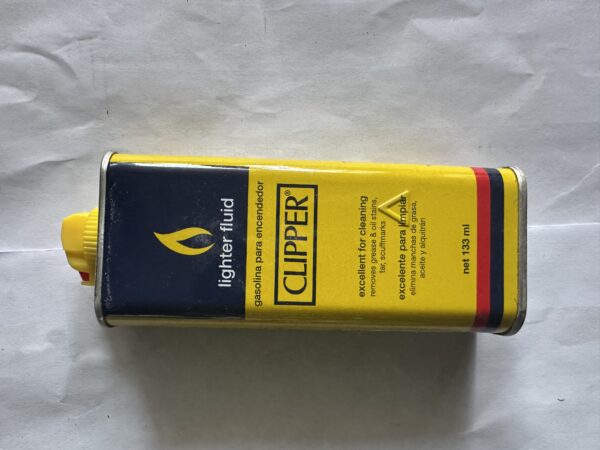 lighter fluid
gasolina para encendedor
CLIPPER®
excellent for cleaning
removes grease & oil stains,
tar, scuffmarks
excelente para limpiar
elimina manchas de grasa,
aceite y alquitrán
net 133 ml